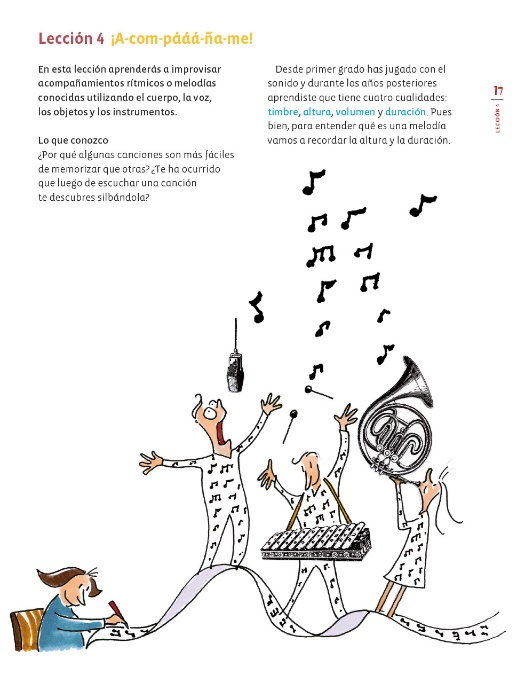 Lección 4 ¡A-com-pááá-ña-me!
En esta lección aprenderás a improvisar
acompañamientos rítmicos o melodías
conocidas utilizando el cuerpo, la voz,
los objetos y los instrumentos.
Lo que conozco
¿Por qué algunas canciones son más fáciles
de memorizar que otras? ¿Te ha ocurrido
que luego de escuchar una canción
te descubres silbándola?
Desde primer grado has jugado con el
sonido y durante los años posteriores
aprendiste que tiene cuatro cualidades:
timbre, altura, volumen y duración. Pues
bien, para entender qué es una melodía
vamos a recordar la altura y la duración.
17
LECCIÓN 4